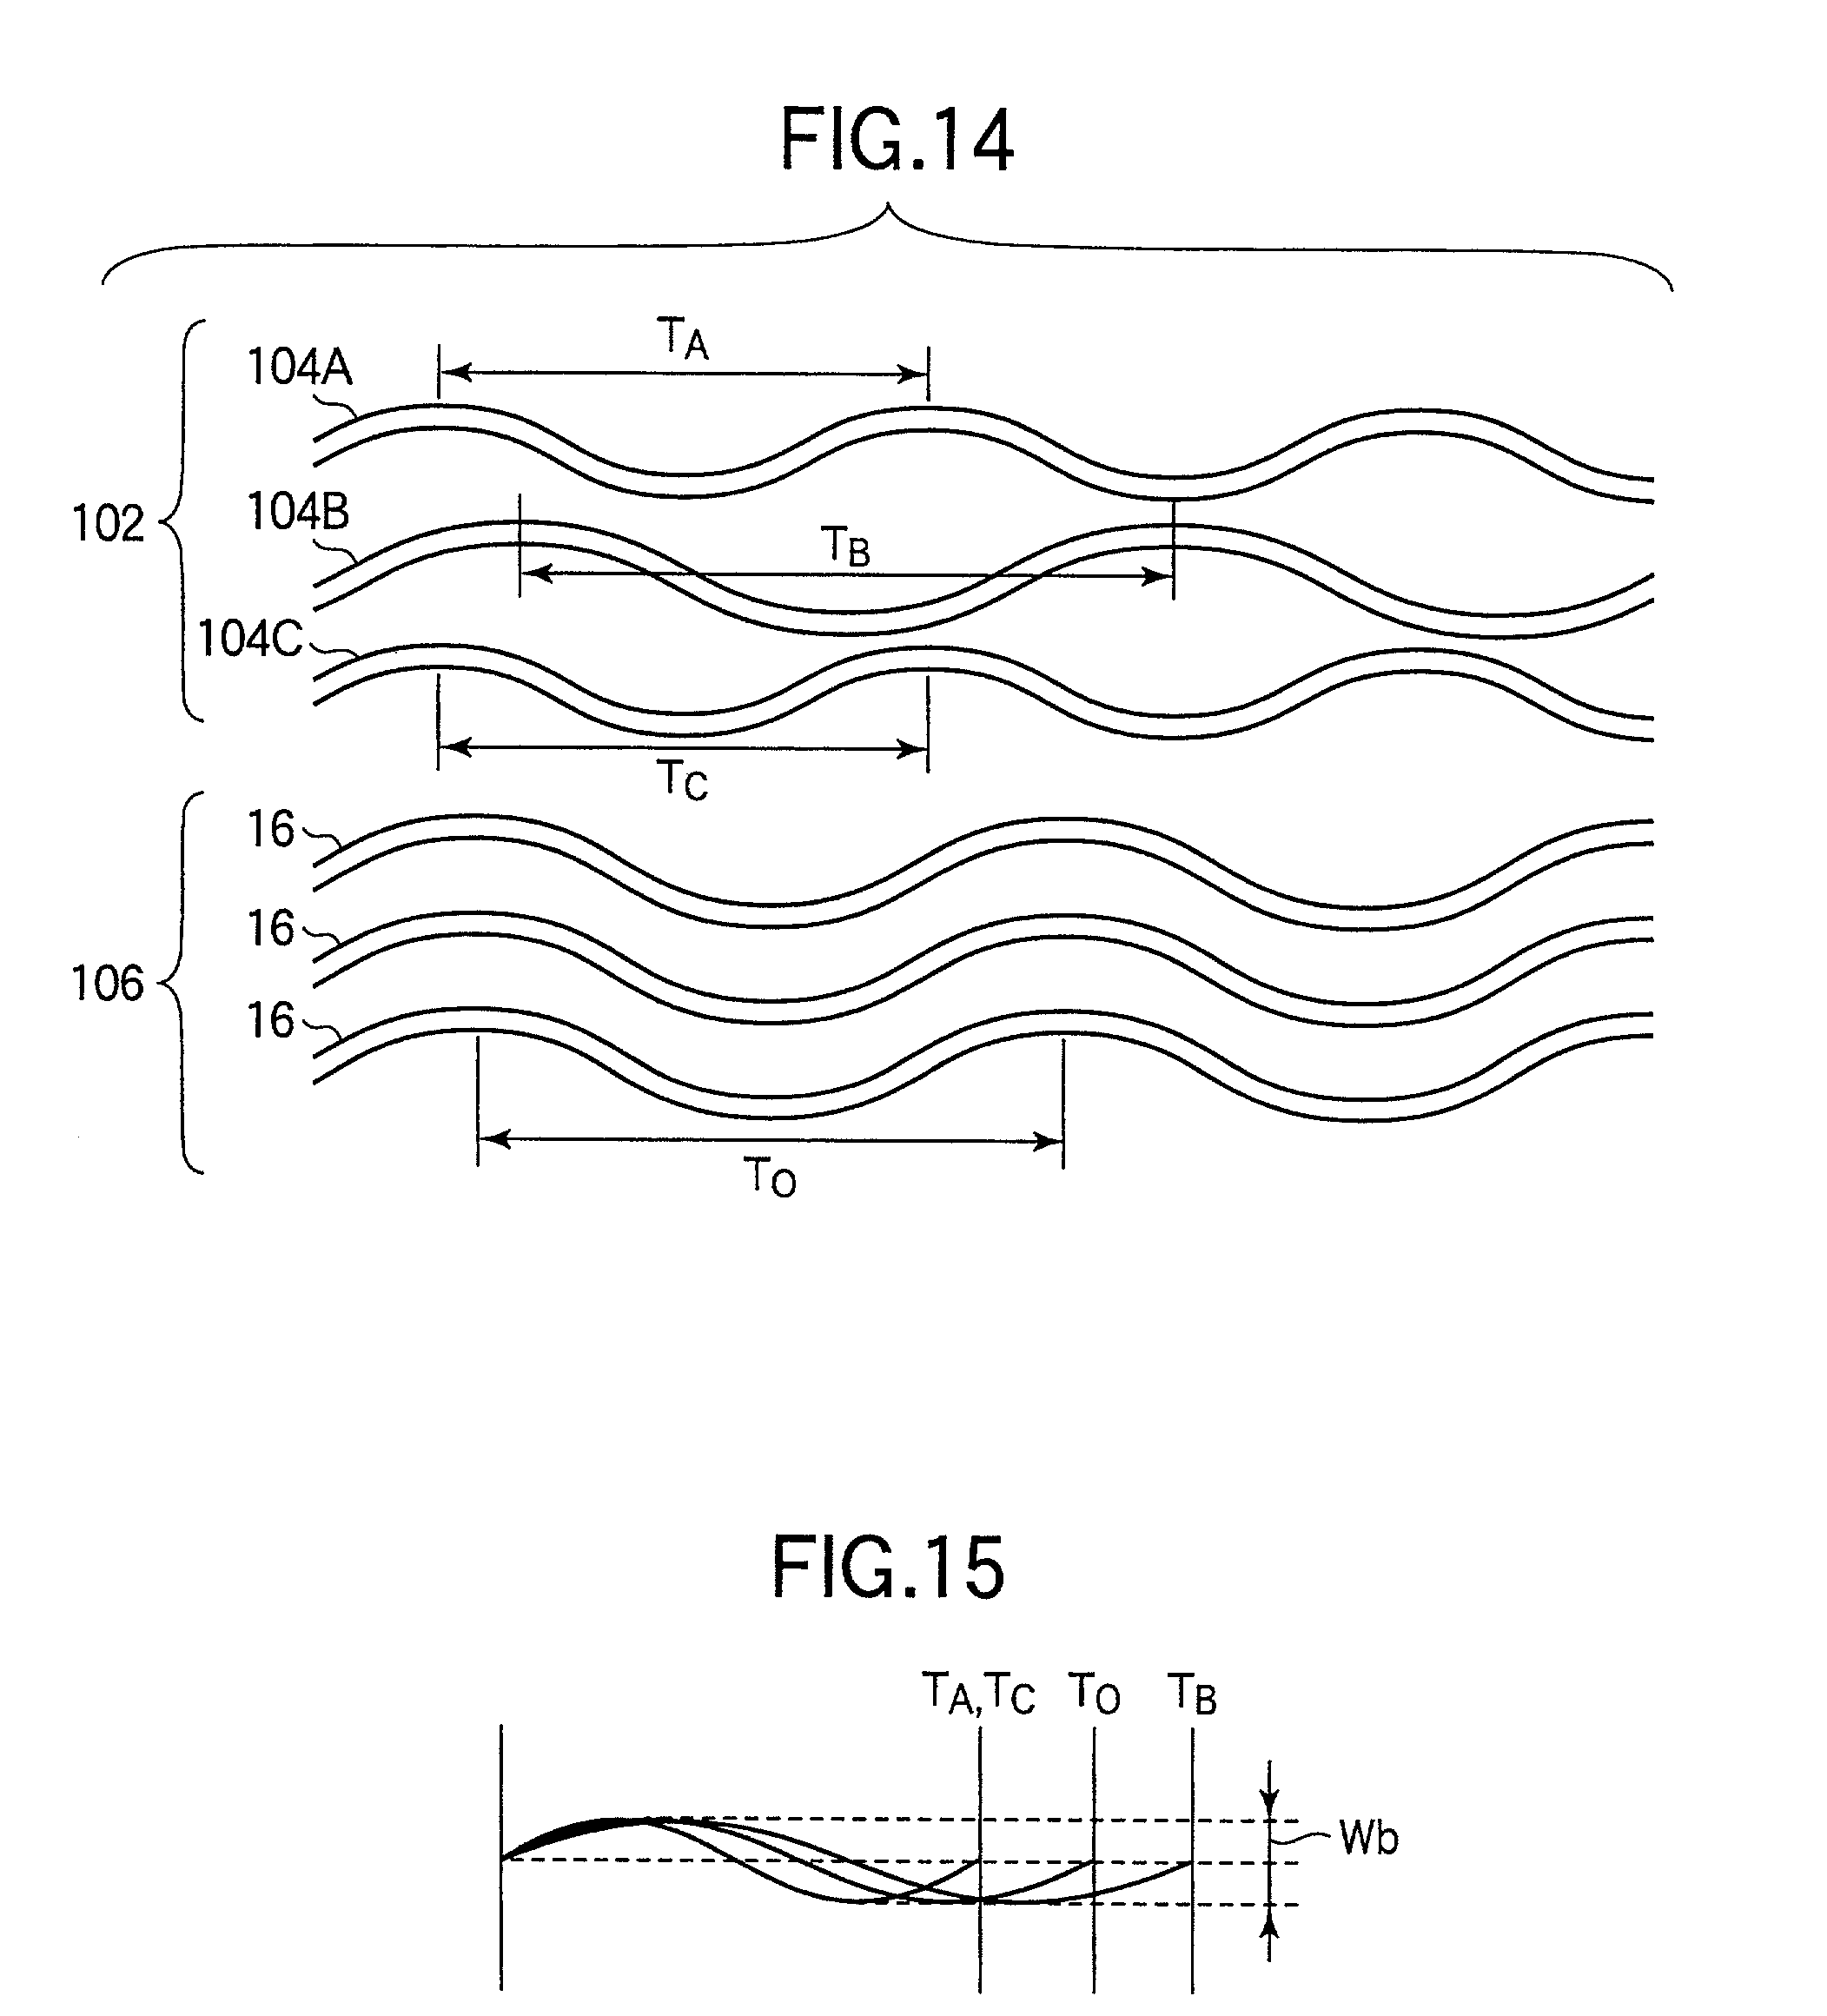 FIG.14
TA
104A
102
104B
TB
104C
TC
16
16
106
16
TO
FIG.15
TA,TC TO TB
Wb